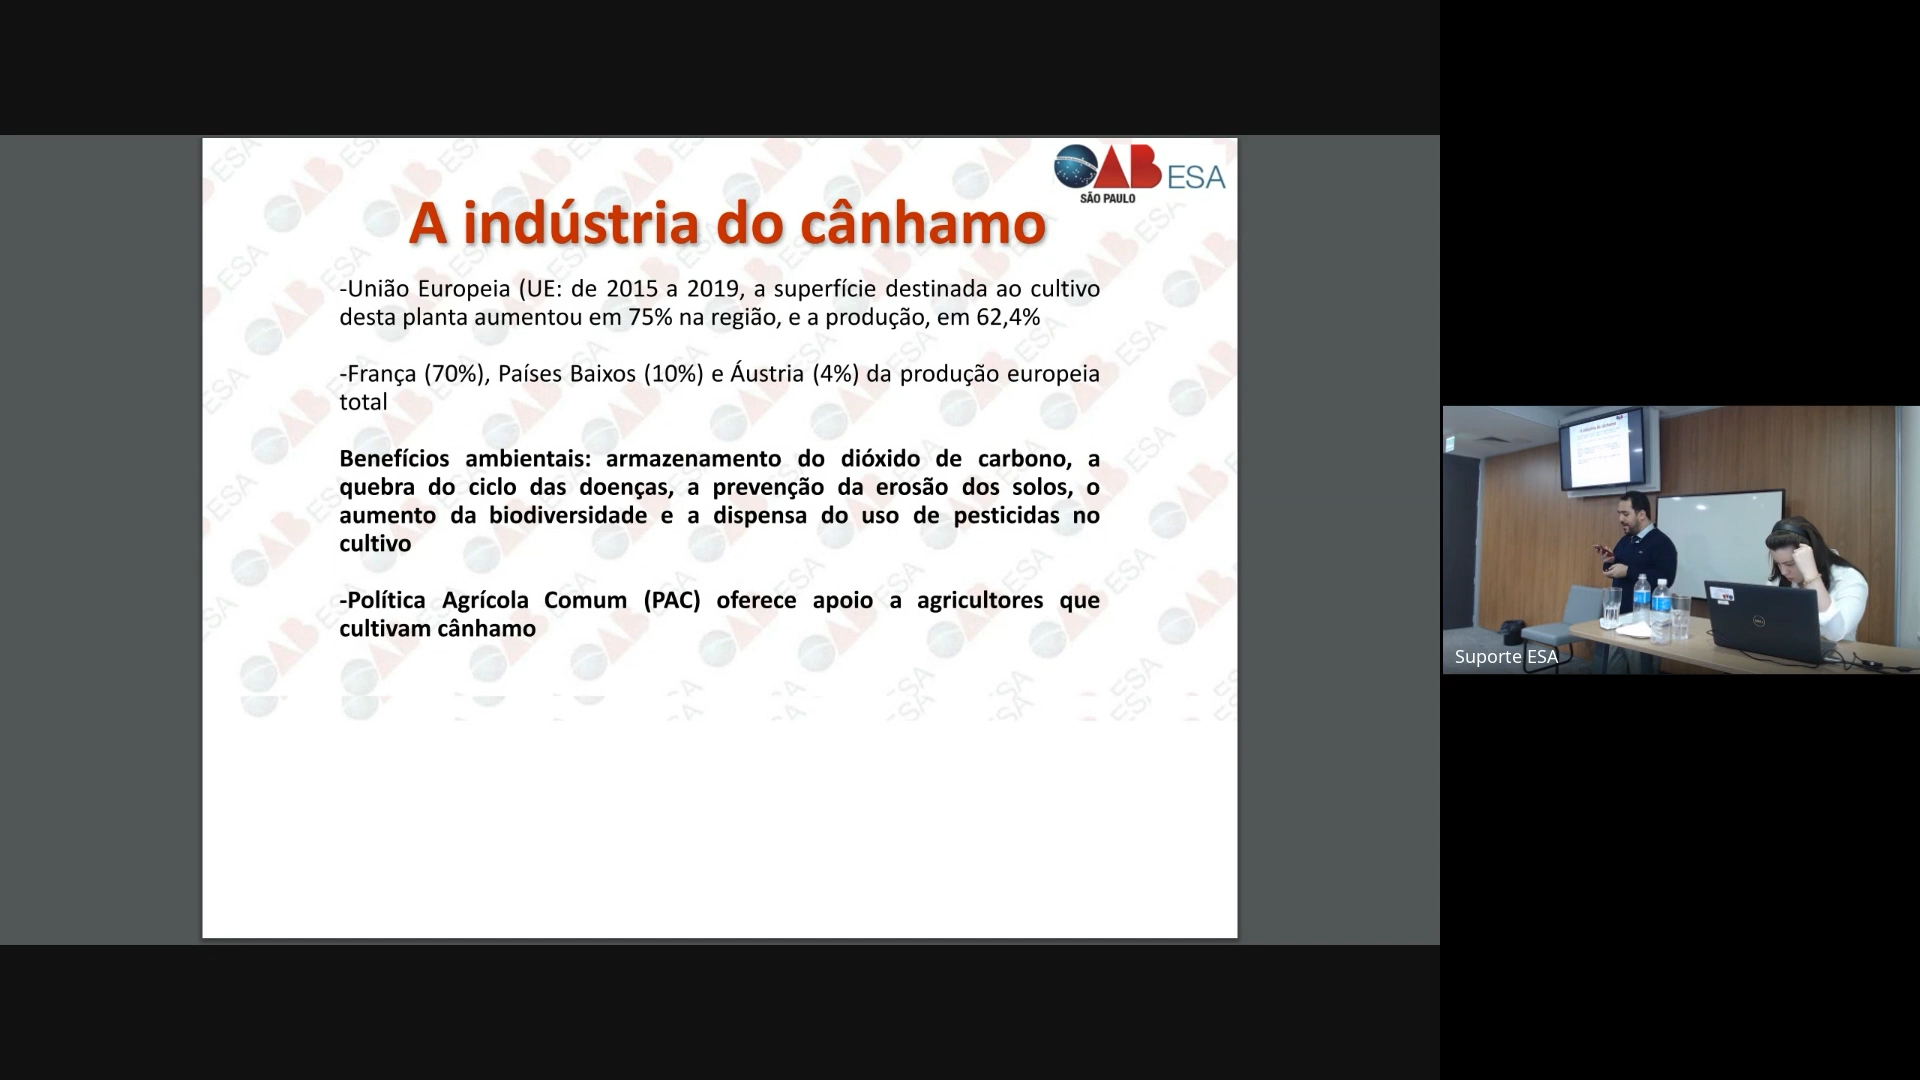 OAB ESA
SÃO PAULO
A indústria do cânhamo
-União Europeia (UE: de 2015 a 2019, a superfície destinada ao cultivo
desta planta aumentou em 75% na região, e a produção, em 62,4%
-França (70%), Países Baixos (10%) e Áustria (4%) da produção europeia
total
Benefícios ambientais: armazenamento do dióxido de carbono, a
quebra do ciclo das doenças, a prevenção da erosão dos solos, o
aumento da biodiversidade e a dispensa do uso de pesticidas no
cultivo
-Política Agrícola Comum (PAC) oferece apoio a agricultores que
cultivam cânhamo
Suporte ESA